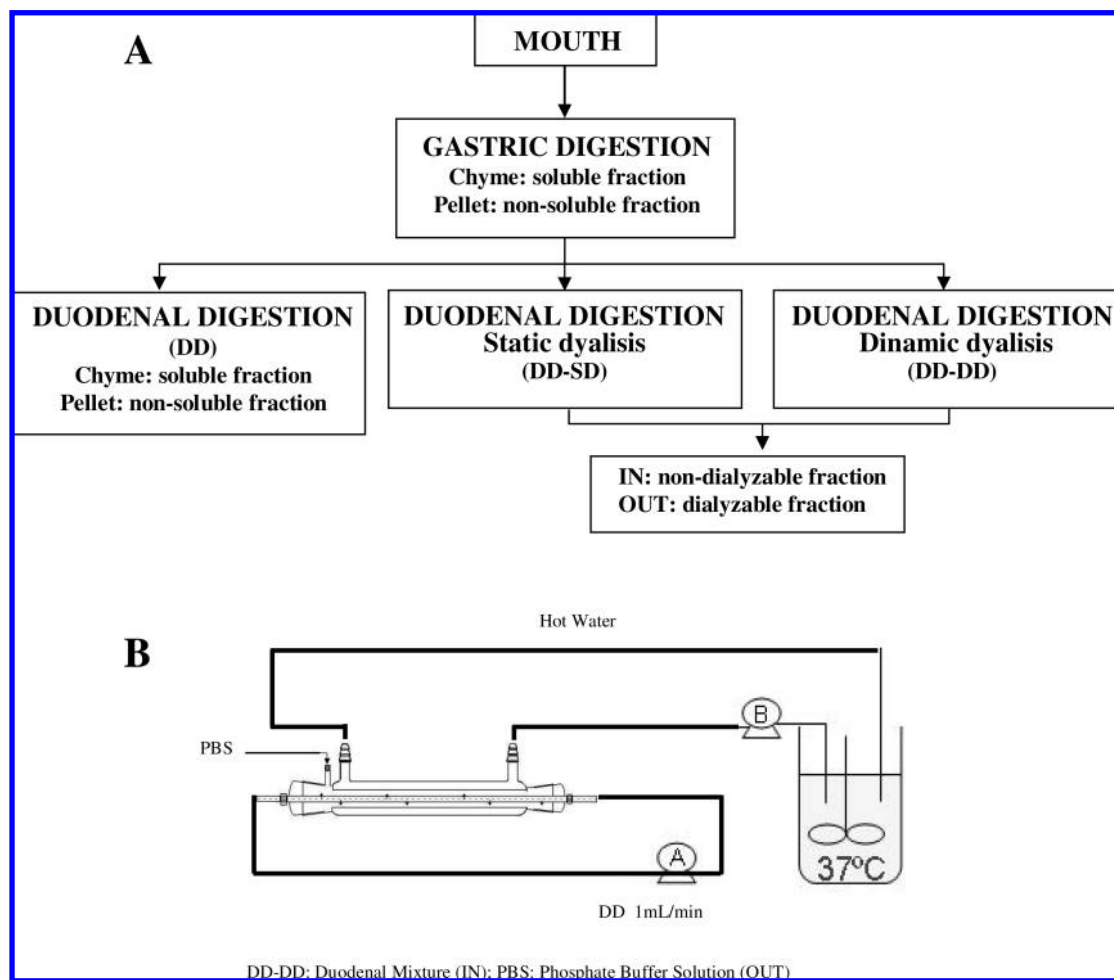 A
MOUTH
GASTRIC DIGESTION
Chyme: soluble fraction
Pellet: non-soluble fraction
DUODENAL DIGESTION
(DD)
Chyme: soluble fraction
Pellet: non-soluble fraction
DUODENAL DIGESTION
Static dyalisis
(DD-SD)
DUODENAL DIGESTION
Dinamic dyalisis
(DD-DD)
IN: non-dialyzable fraction
OUT: dialyzable fraction
B
Hot Water
B
PBS
A
37ºC
DD 1mL/min
DD-DD: Duodenal Mixture (IN); PBS: Phosphate Buffer Solution (OUT)